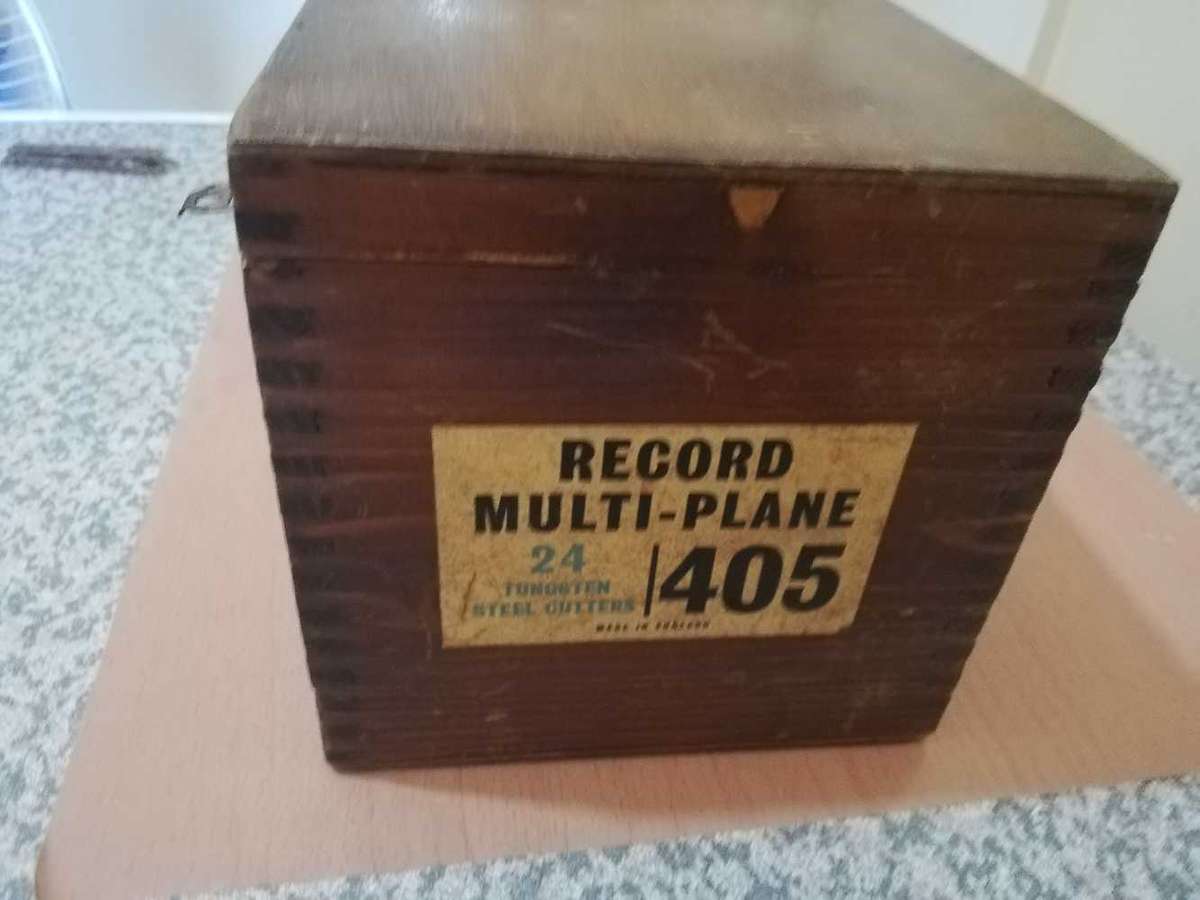 RECORD
MULTI-PLANE
24
TUNGSTEN
STEEL CUTTERS
405
MADE IN ENGLAND